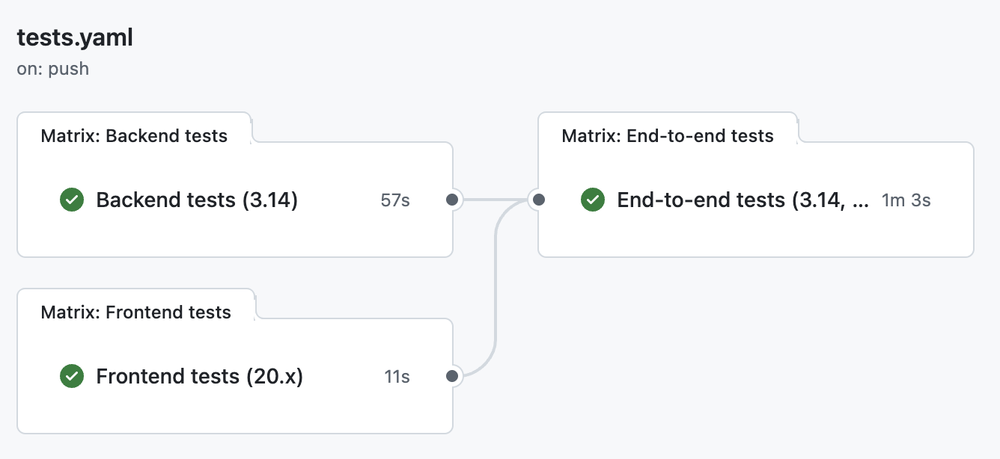 tests.yaml
on: push
Matrix: Backend tests
Backend tests (3.14)
57s
Matrix: End-to-end tests
End-to-end tests (3.14, ...
1m 3s
Matrix: Frontend tests
Frontend tests (20.x)
11s